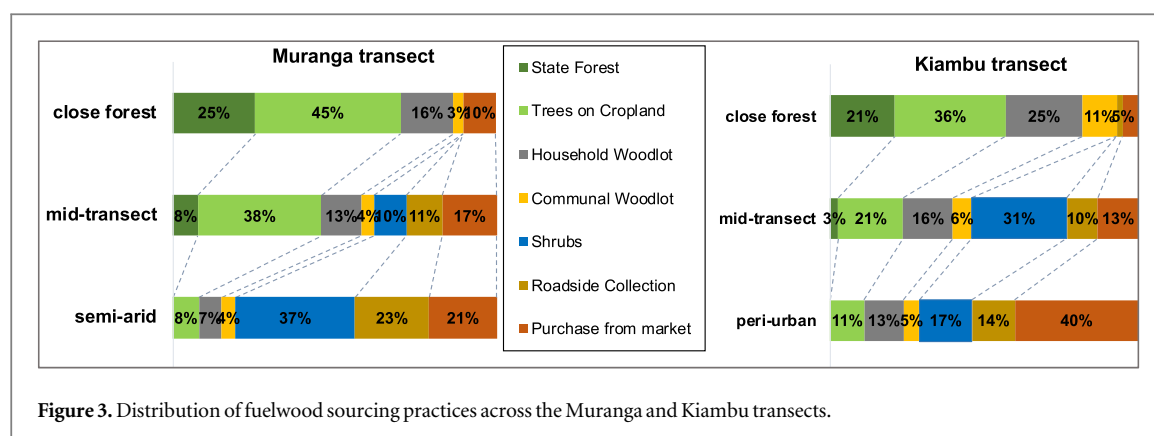 Muranga transect
close forest
25% 45% 16% 3% 10%
mid-transect
8% 38% 13% 4% 10% 11% 17%
semi-arid
8% 7% 4% 37% 23% 21%
State Forest
Trees on Cropland
Household Woodlot
Communal Woodlot
Shrubs
Roadside Collection
Purchase from market
Kiambu transect
close forest
21% 36% 25% 11% 5%
mid-transect
3% 21% 16% 6% 31% 10% 13%
peri-urban
11% 13% 5% 17% 14% 40%
Figure 3. Distribution of fuelwood sourcing practices across the Muranga and Kiambu transects.